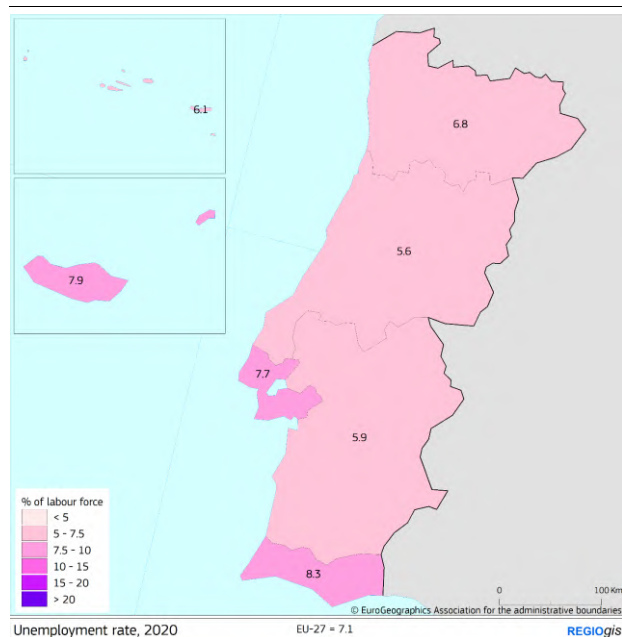 6.1
6.8
7.9
5.6
7.7
5.9
8.3
% of labour force
< 5
5 - 7.5
7.5 - 10
10 - 15
15 - 20
> 20
0 100 Km
© EuroGeographics Association for the administrative boundaries
Unemployment rate, 2020 EU-27 = 7.1 REGIOgis